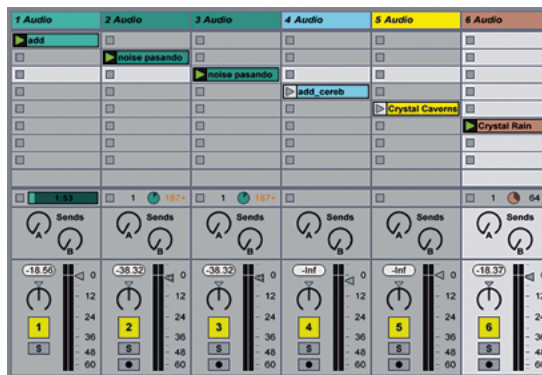 1 Audio 2 Audio 3 Audio 4 Audio 5 Audio 6 Audio
add
noise pasando
noise pasando
add_cereb
Crystal Caverns
Crystal Rain
1:53 1 187+ 1 187+ 1 64
Sends Sends Sends Sends Sends Sends
A B A B A B A B A B A B
-18.56 0 -38.32 0 -38.32 0 -Inf 0 -Inf 0 -18.37 0
12 12 12 12 12 12
24 24 24 24 24 24
1 2 3 4 5 6
36 36 36 36 36 36
S 48 S 48 S 48 S 48 S 48 S 48
60 60 60 60 60 60